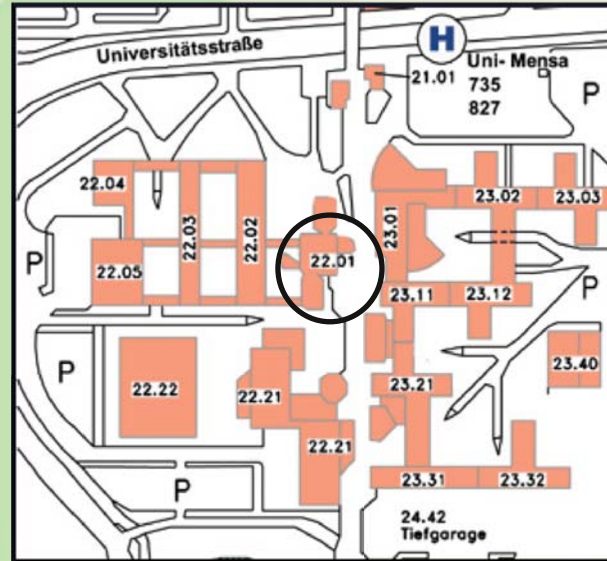 H
Universitätsstraße
Uni- Mensa
735
827
21.01
P
22.04
22.03
22.02
23.01
23.02
23.03
22.01
22.05
P
23.11
23.12
P
22.22
P
22.21
23.21
23.40
22.21
P
23.31
23.32
24.42
Tiefgarage